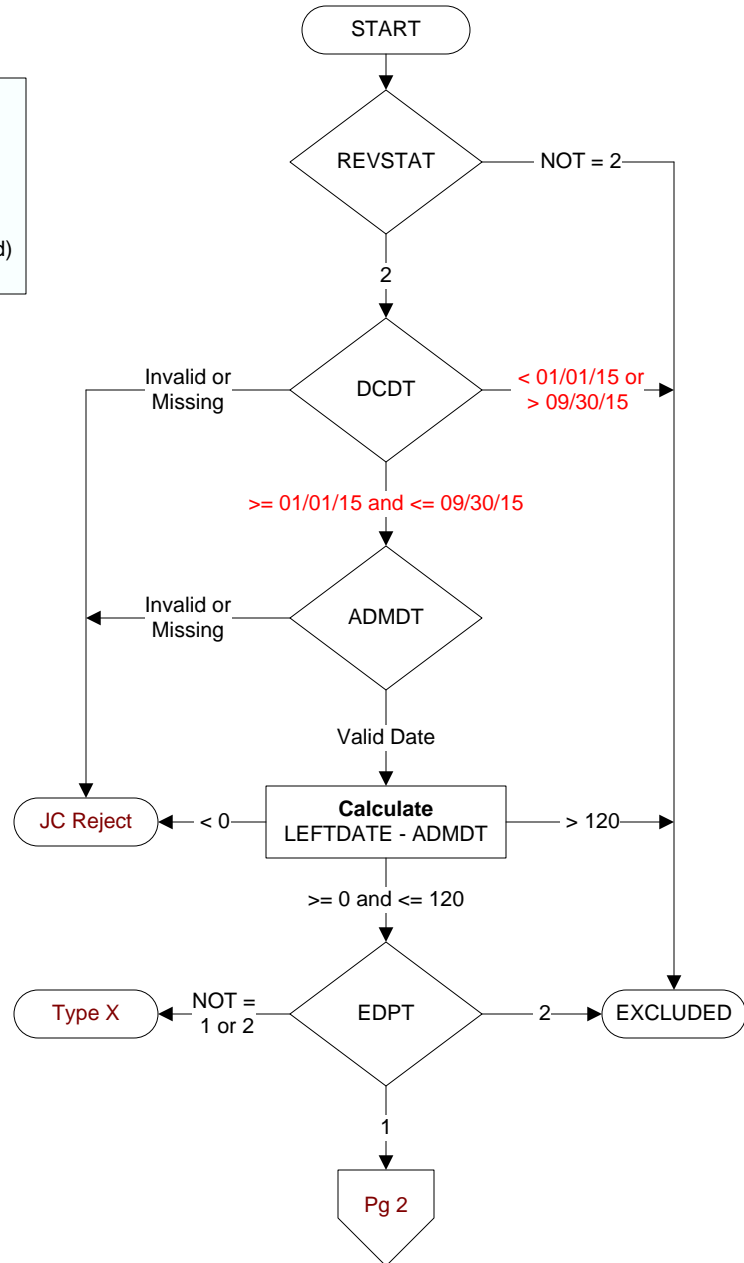 START
REVSTAT
NOT = 2
d)
2
Invalid or
Missing
DCDT
< 01/01/15 or
> 09/30/15
>= 01/01/15 and <= 09/30/15
Invalid or
Missing
ADMDT
Valid Date
JC Reject
< 0
Calculate
LEFTDATE - ADMDT
> 120
>= 0 and <= 120
Type X
NOT =
1 or 2
EDPT
2
EXCLUDED
1
Pg 2